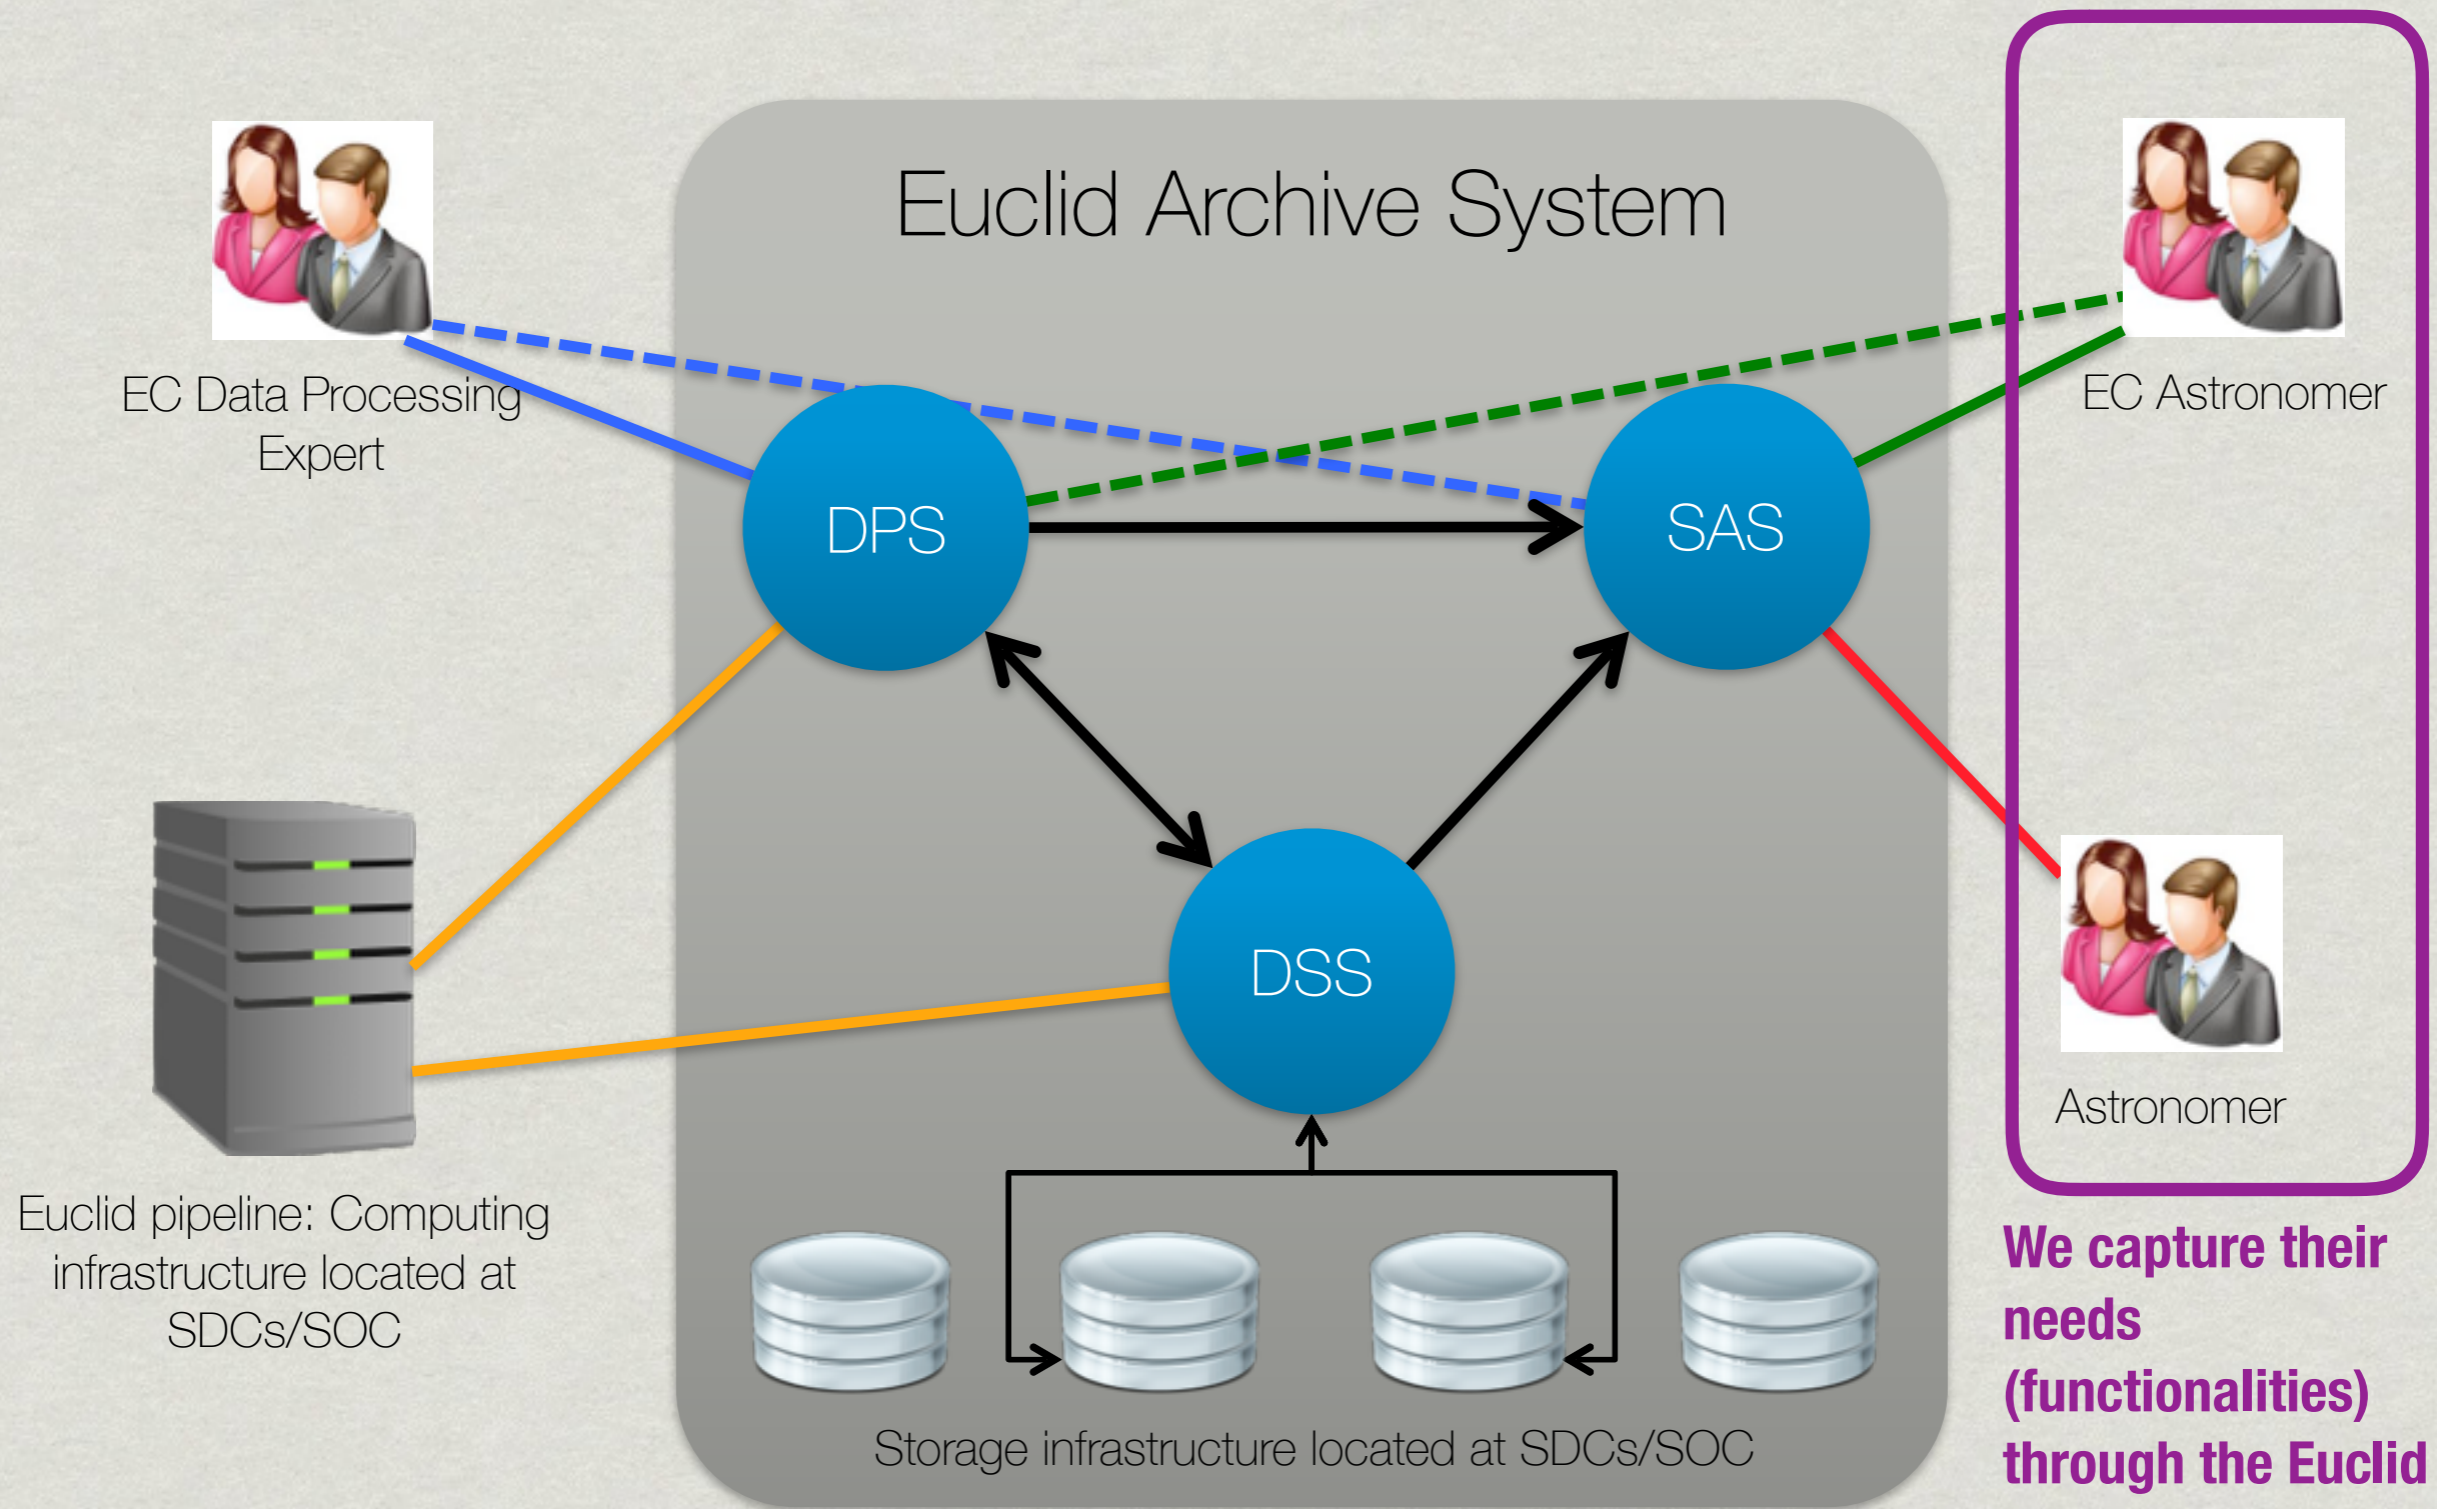 Euclid Archive System
EC Data Processing
Expert
EC Astronomer
DPS
SAS
DSS
Astronomer
Euclid pipeline: Computing
infrastructure located at
SDCs/SOC
Storage infrastructure located at SDCs/SOC
We capture their
needs
(functionalities)
through the Euclid